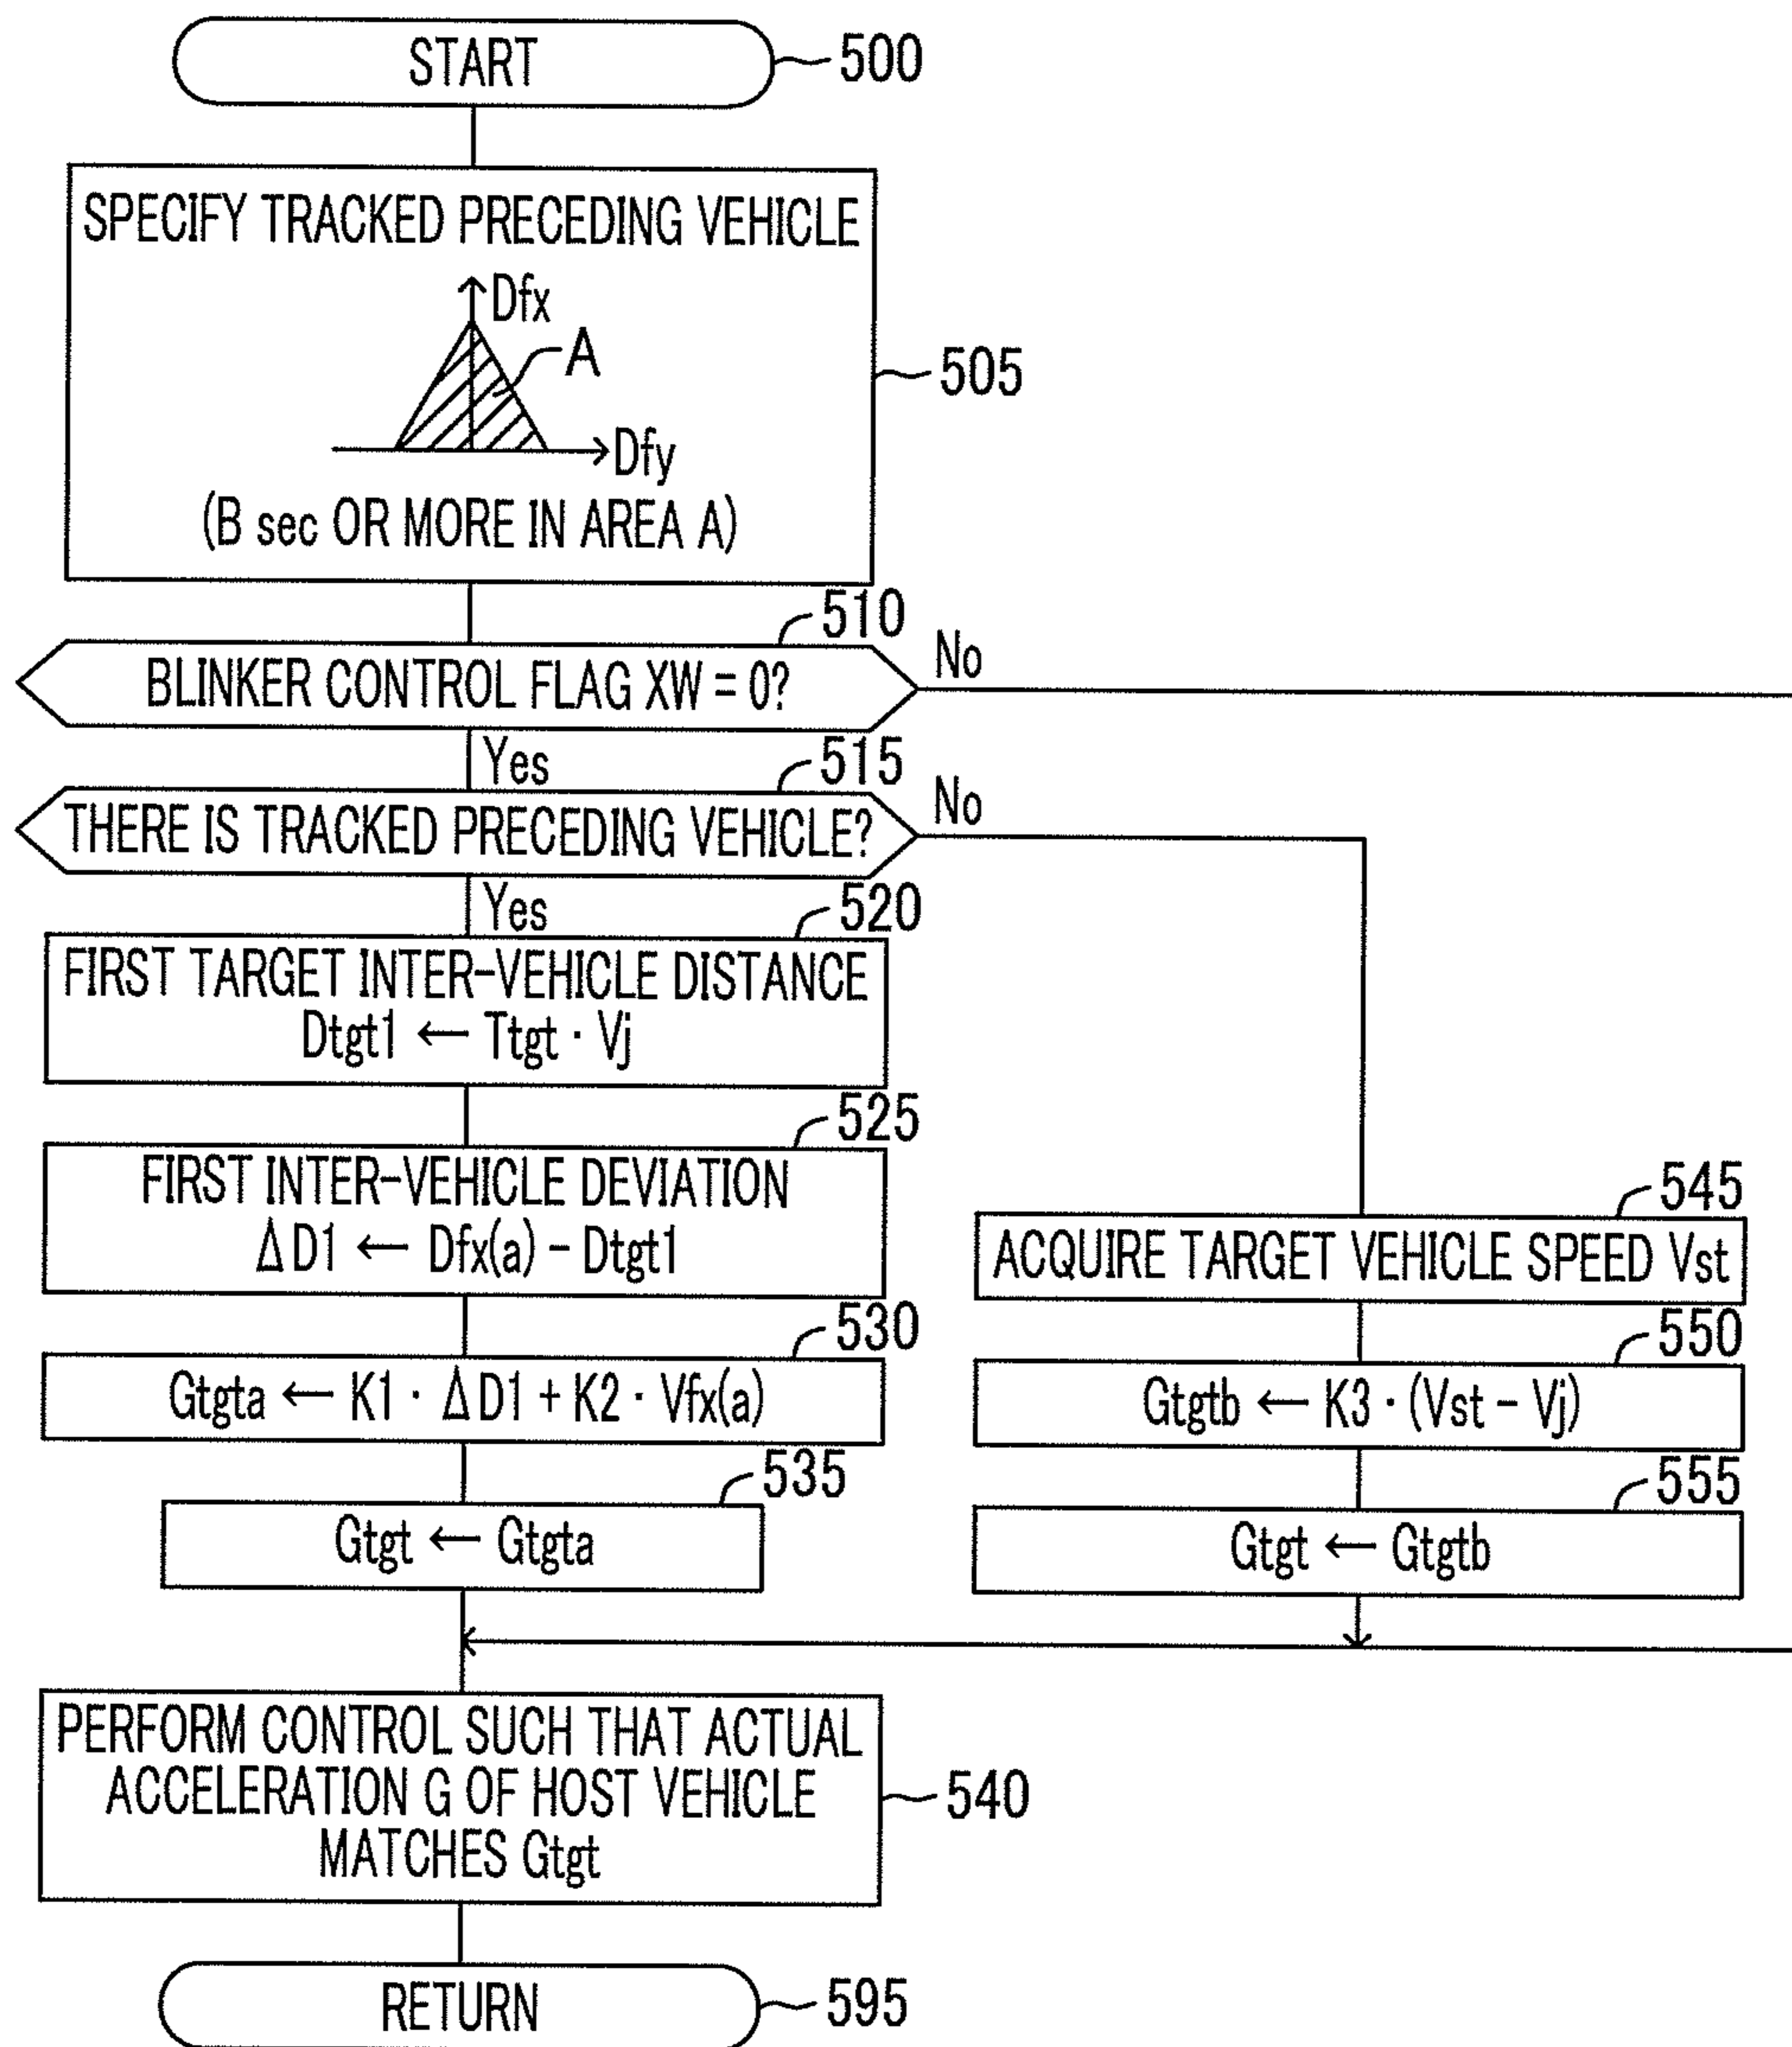 START
500
SPECIFY TRACKED PRECEDING VEHICLE
Dfx
A
Dfy
(B sec OR MORE IN AREA A)
505
510
BLINKER CONTROL FLAG XW = 0?
No
Yes
515
THERE IS TRACKED PRECEDING VEHICLE?
No
Yes
520
FIRST TARGET INTER-VEHICLE DISTANCE
Dtgt1 ← Ttgt · Vj
525
FIRST INTER-VEHICLE DEVIATION
ΔD1 ← Dfx(a) - Dtgt1
530
Gtgta ← K1 · ΔD1 + K2 · Vfx(a)
535
Gtgt ← Gtgta
545
ACQUIRE TARGET VEHICLE SPEED Vst
550
Gtgtb ← K3 · (Vst - Vj)
555
Gtgt ← Gtgtb
PERFORM CONTROL SUCH THAT ACTUAL
ACCELERATION G OF HOST VEHICLE
MATCHES Gtgt
540
RETURN
595